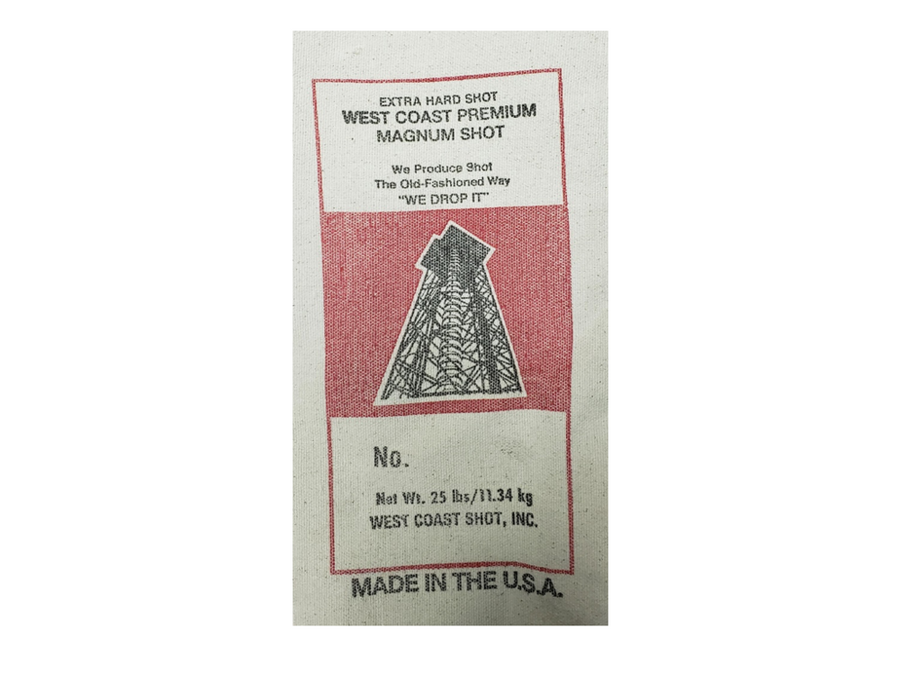 EXTRA HARD SHOT
WEST COAST PREMIUM
MAGNUM SHOT
We Produce Shot
The Old-Fashioned Way
"WE DROP IT"
No.
Net Wt. 25 lbs/11.34 kg
WEST COAST SHOT, INC.
MADE IN THE U.S.A.